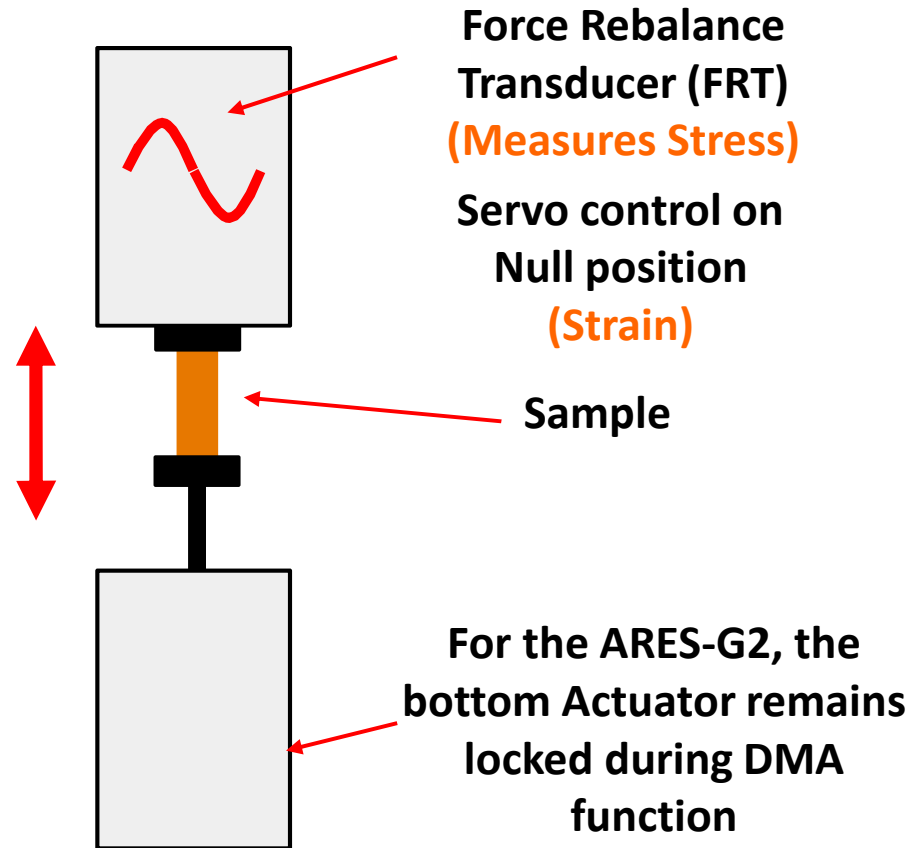 Force Rebalance
Transducer (FRT)
(Measures Stress)
Servo control on
Null position
(Strain)
Sample
For the ARES-G2, the
bottom Actuator remains
locked during DMA
function